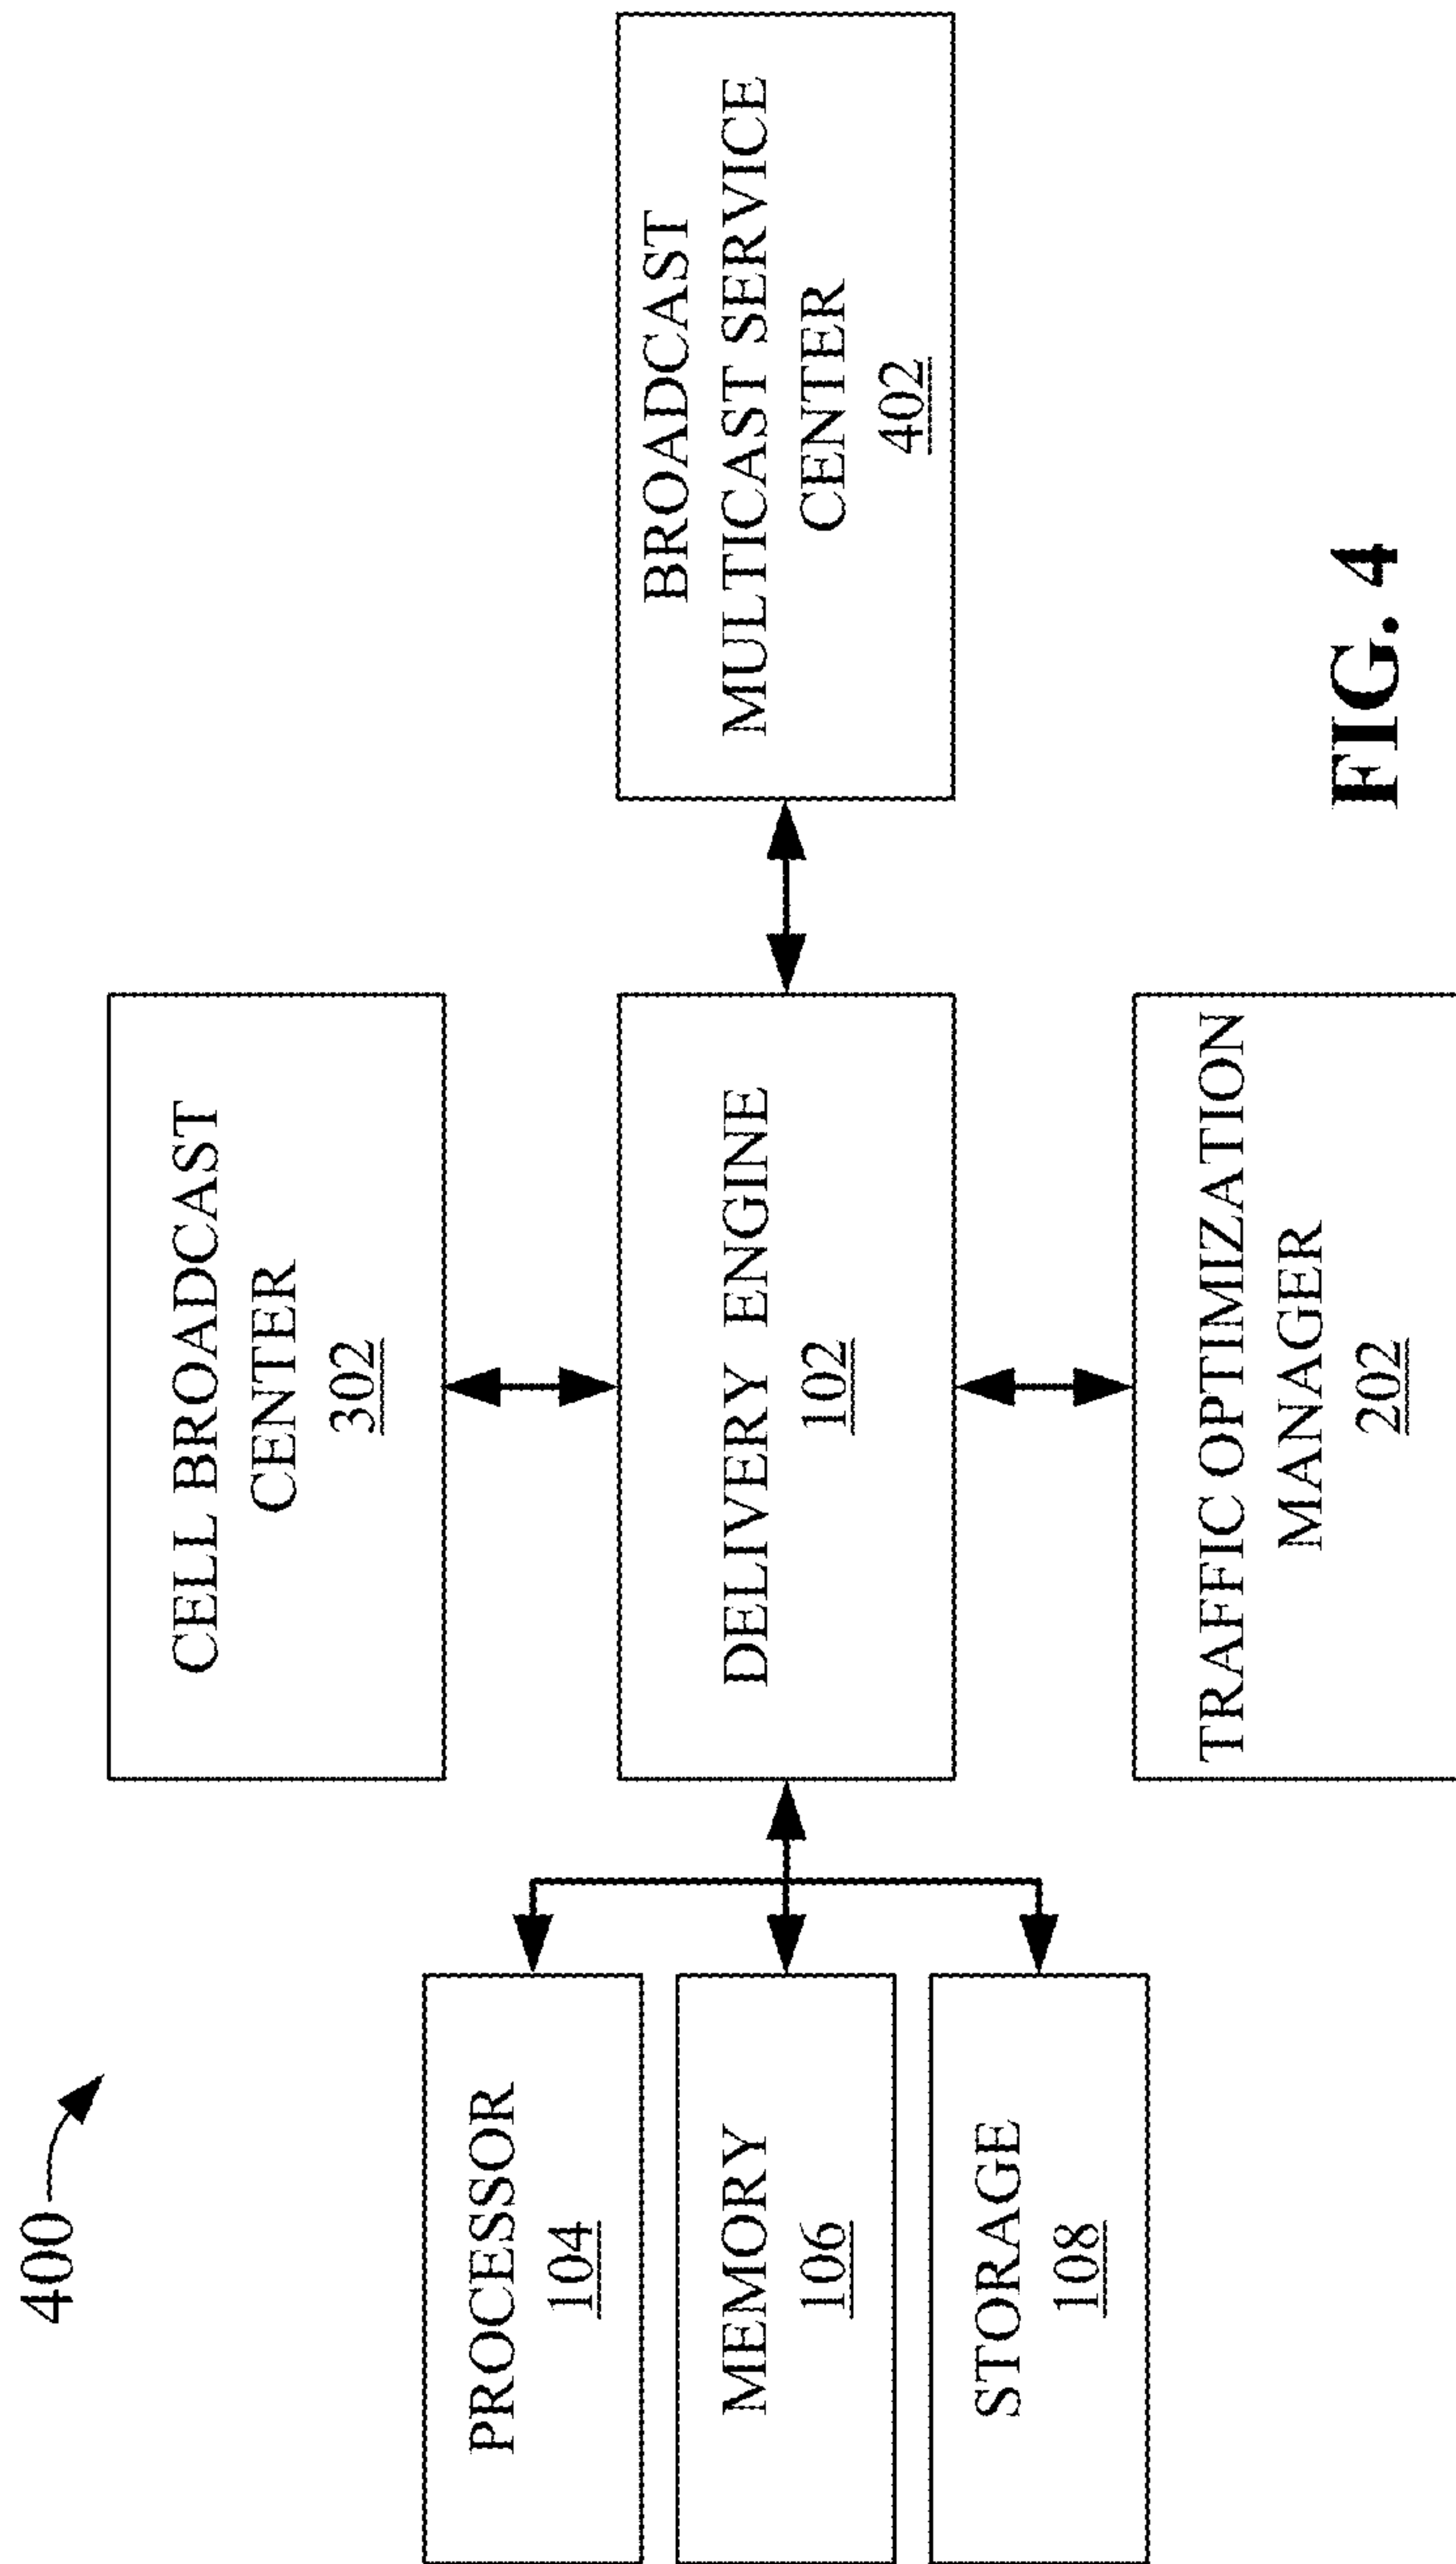 400
CELL BROADCAST
CENTER
302
PROCESSOR
104
MEMORY
106
STORAGE
108
DELIVERY ENGINE
102
BROADCAST
MULTICAST SERVICE
CENTER
402
TRAFFIC OPTIMIZATION
MANAGER
202
FIG. 4